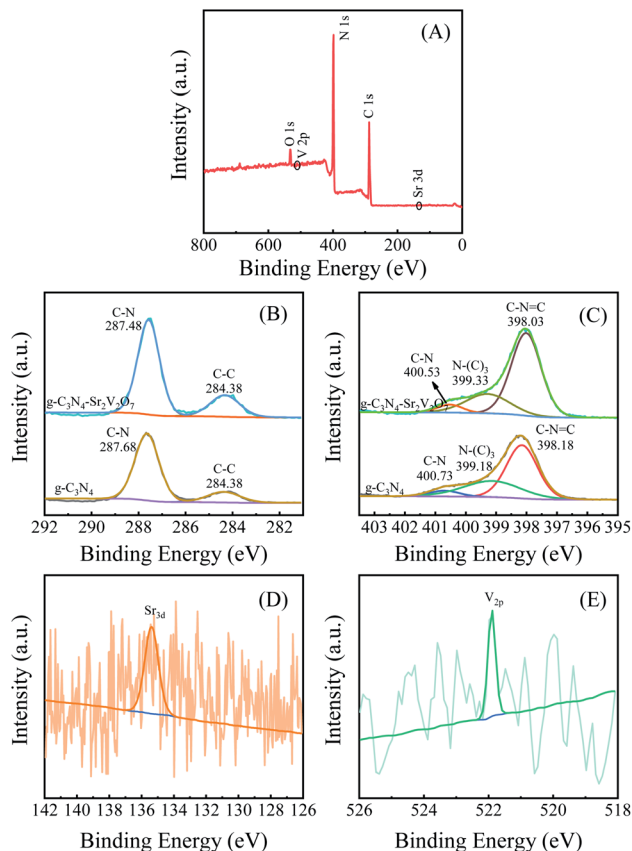 (A)
N 1s
C 1s
O 1s
V 2p
Sr 3d
Intensity (a.u.)
800 600 400 200 0
Binding Energy (eV)
(B)
C-N
287.48
C-C
284.38
g-C₃N₄-Sr₂V₂O₇
C-N
287.68
C-C
284.38
g-C₃N₄
Intensity (a.u.)
292 290 288 286 284 282
Binding Energy (eV)
(C)
C-N=C
398.03
C-N
400.53
N-(C)₃
399.33
g-C₃N₄-Sr₂V₂O₇
C-N=C
398.18
N-(C)₃
399.18
C-N
400.73
g-C₃N₄
Intensity (a.u.)
403 402 401 400 399 398 397 396 395
Binding Energy (eV)
(D)
Sr₃d
Intensity (a.u.)
142 140 138 136 134 132 130 128 126
Binding Energy (eV)
(E)
V₂p
Intensity (a.u.)
526 524 522 520 518
Binding Energy (eV)